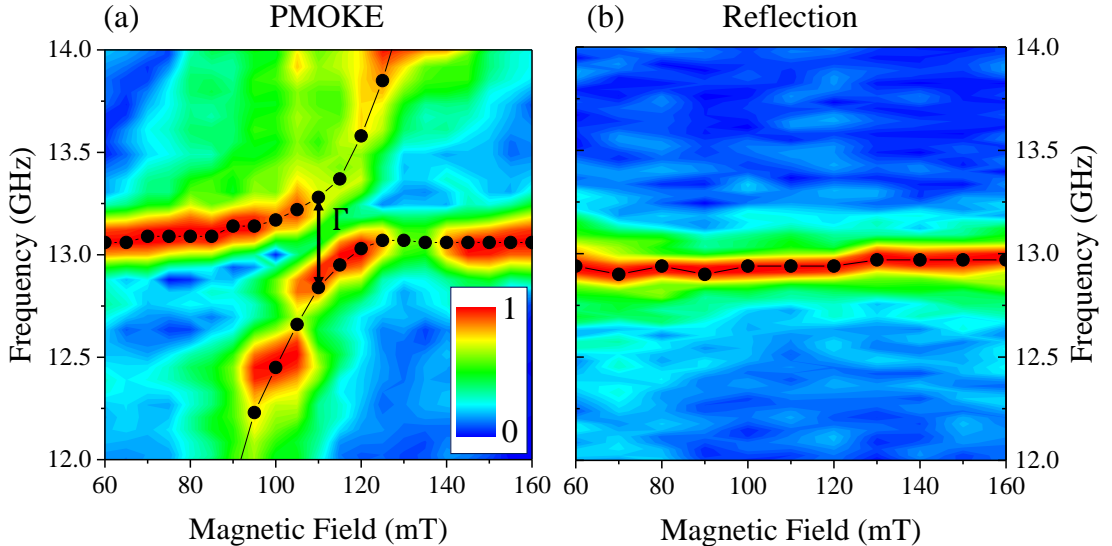 (a) PMOKE
(b) Reflection
14.0
13.5
13.0
12.5
12.0
Frequency (GHz)
Γ
1
0
60 80 100 120 140 160
Magnetic Field (mT)
60 80 100 120 140 160
Magnetic Field (mT)
14.0
13.5
13.0
12.5
12.0
Frequency (GHz)